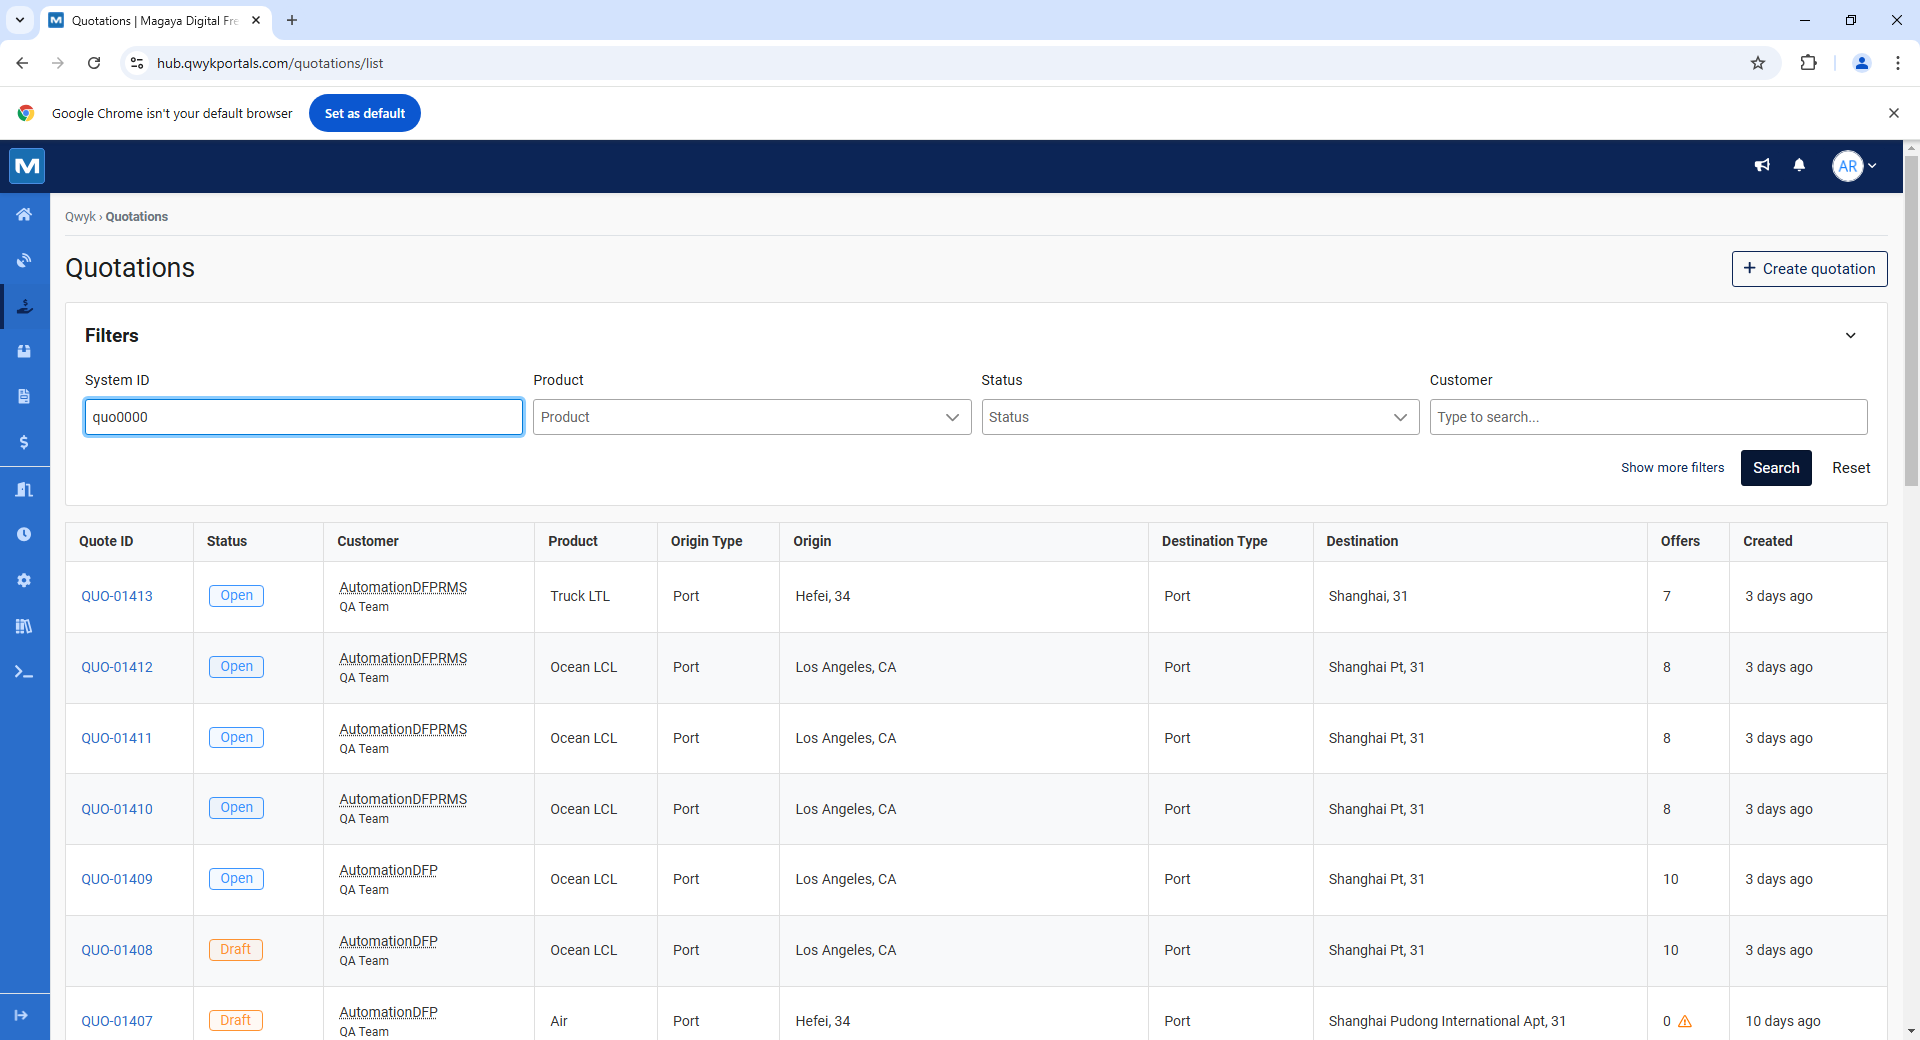 Quotations | Magaya Digital Fre
hub.qwykportals.com/quotations/list
Google Chrome isn't your default browser
Set as default
M
AR
Qwyk › Quotations
Quotations
+ Create quotation
Filters
System ID Product Status Customer
quo0000 Product Status Type to search...
Show more filters Search Reset
Quote ID Status Customer Product Origin Type Origin Destination Type Destination Offers Created
QUO-01413 Open AutomationDFPRMS QA Team Truck LTL Port Hefei, 34 Port Shanghai, 31 7 3 days ago
QUO-01412 Open AutomationDFPRMS QA Team Ocean LCL Port Los Angeles, CA Port Shanghai Pt, 31 8 3 days ago
QUO-01411 Open AutomationDFPRMS QA Team Ocean LCL Port Los Angeles, CA Port Shanghai Pt, 31 8 3 days ago
QUO-01410 Open AutomationDFPRMS QA Team Ocean LCL Port Los Angeles, CA Port Shanghai Pt, 31 8 3 days ago
QUO-01409 Open AutomationDFP QA Team Ocean LCL Port Los Angeles, CA Port Shanghai Pt, 31 10 3 days ago
QUO-01408 Draft AutomationDFP QA Team Ocean LCL Port Los Angeles, CA Port Shanghai Pt, 31 10 3 days ago
QUO-01407 Draft AutomationDFP QA Team Air Port Hefei, 34 Port Shanghai Pudong International Apt, 31 0 10 days ago